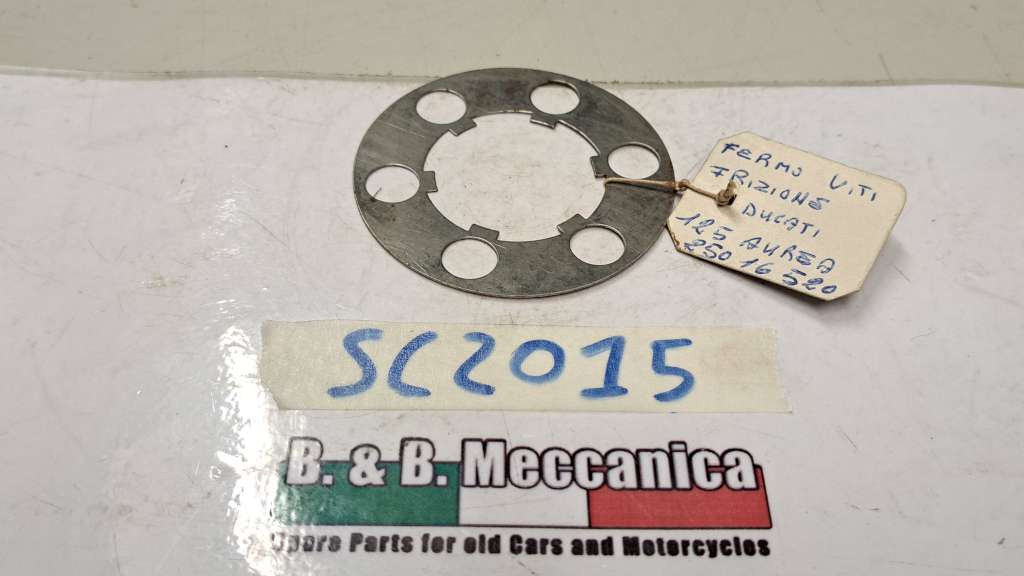 FERMO VITI
FRIZIONE
DUCATI
125 AUREA
250 16 520
SC2015
B. & B. Meccanica
Spare Parts for old Cars and Motorcycles